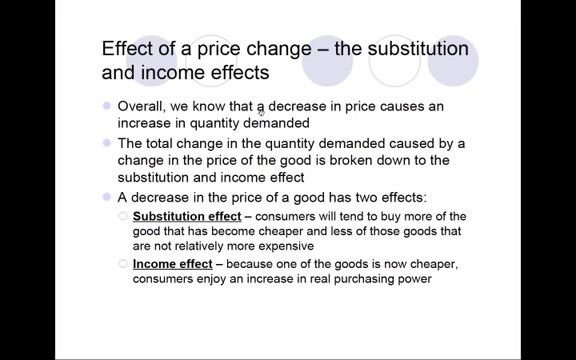 Effect of a price change – the substitution
and income effects
Overall, we know that a decrease in price causes an
increase in quantity demanded
The total change in the quantity demanded caused by a
change in the price of the good is broken down to the
substitution and income effect
A decrease in the price of a good has two effects:
Substitution effect – consumers will tend to buy more of the
good that has become cheaper and less of those goods that
are not relatively more expensive
Income effect – because one of the goods is now cheaper,
consumers enjoy an increase in real purchasing power